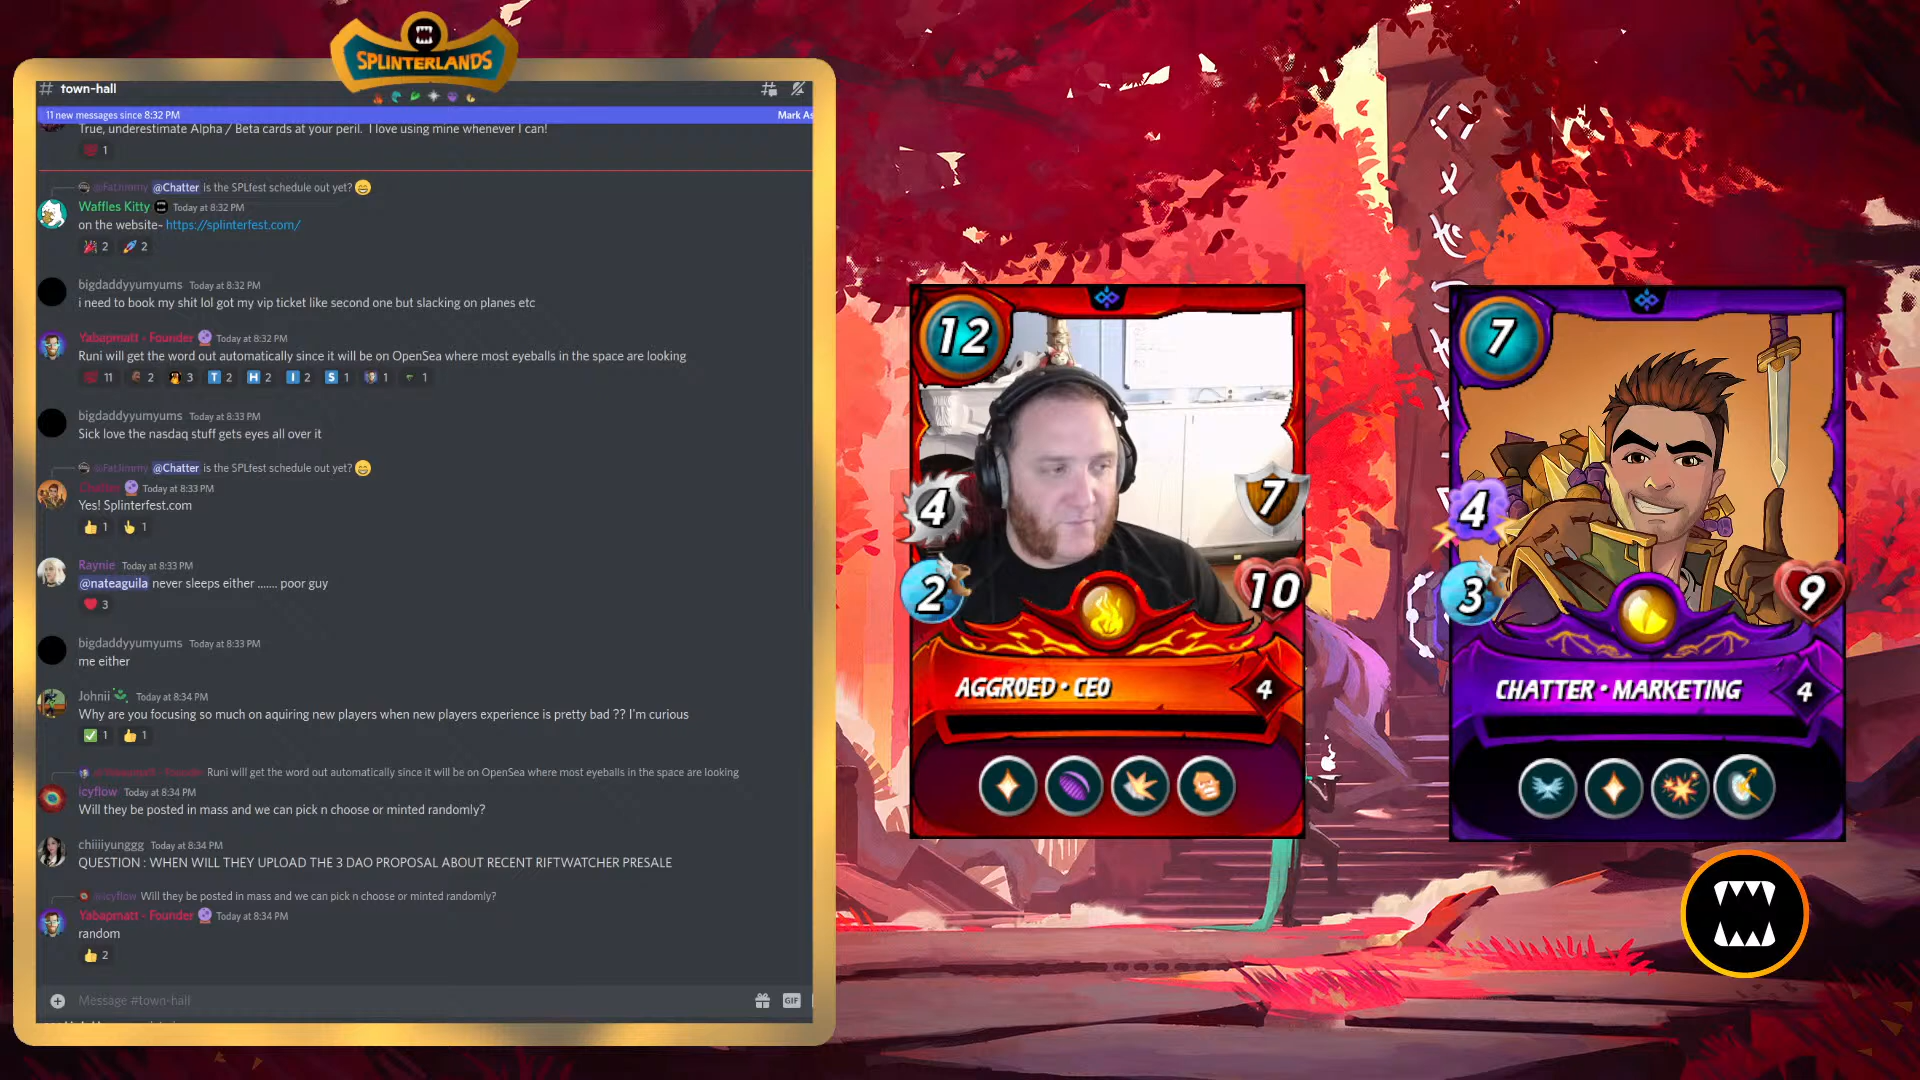 SPLINTERLANDS
# town-hall
11 new messages since 8:32 PM
Mark As
True, underestimate Alpha / Beta cards at your peril. I love using mine whenever I can!
1
@FatJimmy @Chatter is the SPLfest schedule out yet?
Waffles Kitty Today at 8:32 PM
on the website- https://splinterfest.com/
2 2
bigdaddyyumyums Today at 8:32 PM
i need to book my shit lol got my vip ticket like second one but slacking on planes etc
Yabapmatt - Founder Today at 8:32 PM
Runi will get the word out automatically since it will be on OpenSea where most eyeballs in the space are looking
11 2 3 T 2 H 2 I 2 S 1 1 1
bigdaddyyumyums Today at 8:33 PM
Sick love the nasdaq stuff gets eyes all over it
@FatJimmy @Chatter is the SPLfest schedule out yet?
Chatter Today at 8:33 PM
Yes! Splinterfest.com
1 1
Raynie Today at 8:33 PM
@nateaguila never sleeps either ....... poor guy
3
bigdaddyyumyums Today at 8:33 PM
me either
Johnii Today at 8:34 PM
Why are you focusing so much on aquiring new players when new players experience is pretty bad ?? I'm curious
1 1
@Yabapmatt - Founder Runi will get the word out automatically since it will be on OpenSea where most eyeballs in the space are looking
icyflow Today at 8:34 PM
Will they be posted in mass and we can pick n choose or minted randomly?
chiiiiyunggg Today at 8:34 PM
QUESTION : WHEN WILL THEY UPLOAD THE 3 DAO PROPOSAL ABOUT RECENT RIFTWATCHER PRESALE
@icyflow Will they be posted in mass and we can pick n choose or minted randomly?
Yabapmatt - Founder Today at 8:34 PM
random
2
Message #town-hall
GIF
12
4
7
2
10
AGGROED • CEO
4
7
4
3
9
CHATTER • MARKETING
4